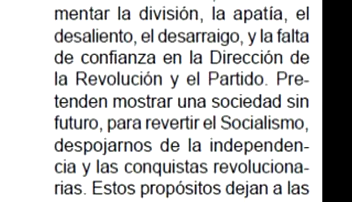 mentar la división, la apatía, el
desaliento, el desarraigo, y la falta
de confianza en la Dirección de
la Revolución y el Partido. Pre-
tenden mostrar una sociedad sin
futuro, para revertir el Socialismo,
despojarnos de la independen-
cia y las conquistas revoluciona-
rias. Estos propósitos dejan a las